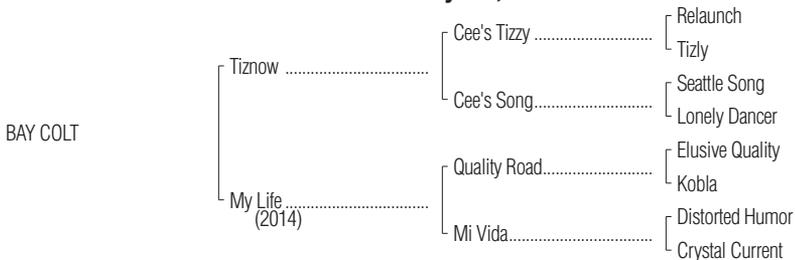 Relaunch
Cee's Tizzy ............................
Tizly
Tiznow .................................
Seattle Song
Cee's Song............................
Lonely Dancer
BAY COLT
Elusive Quality
Quality Road..........................
Kobla
My Life ..................................
(2014)
Distorted Humor
Mi Vida..................................
Crystal Current